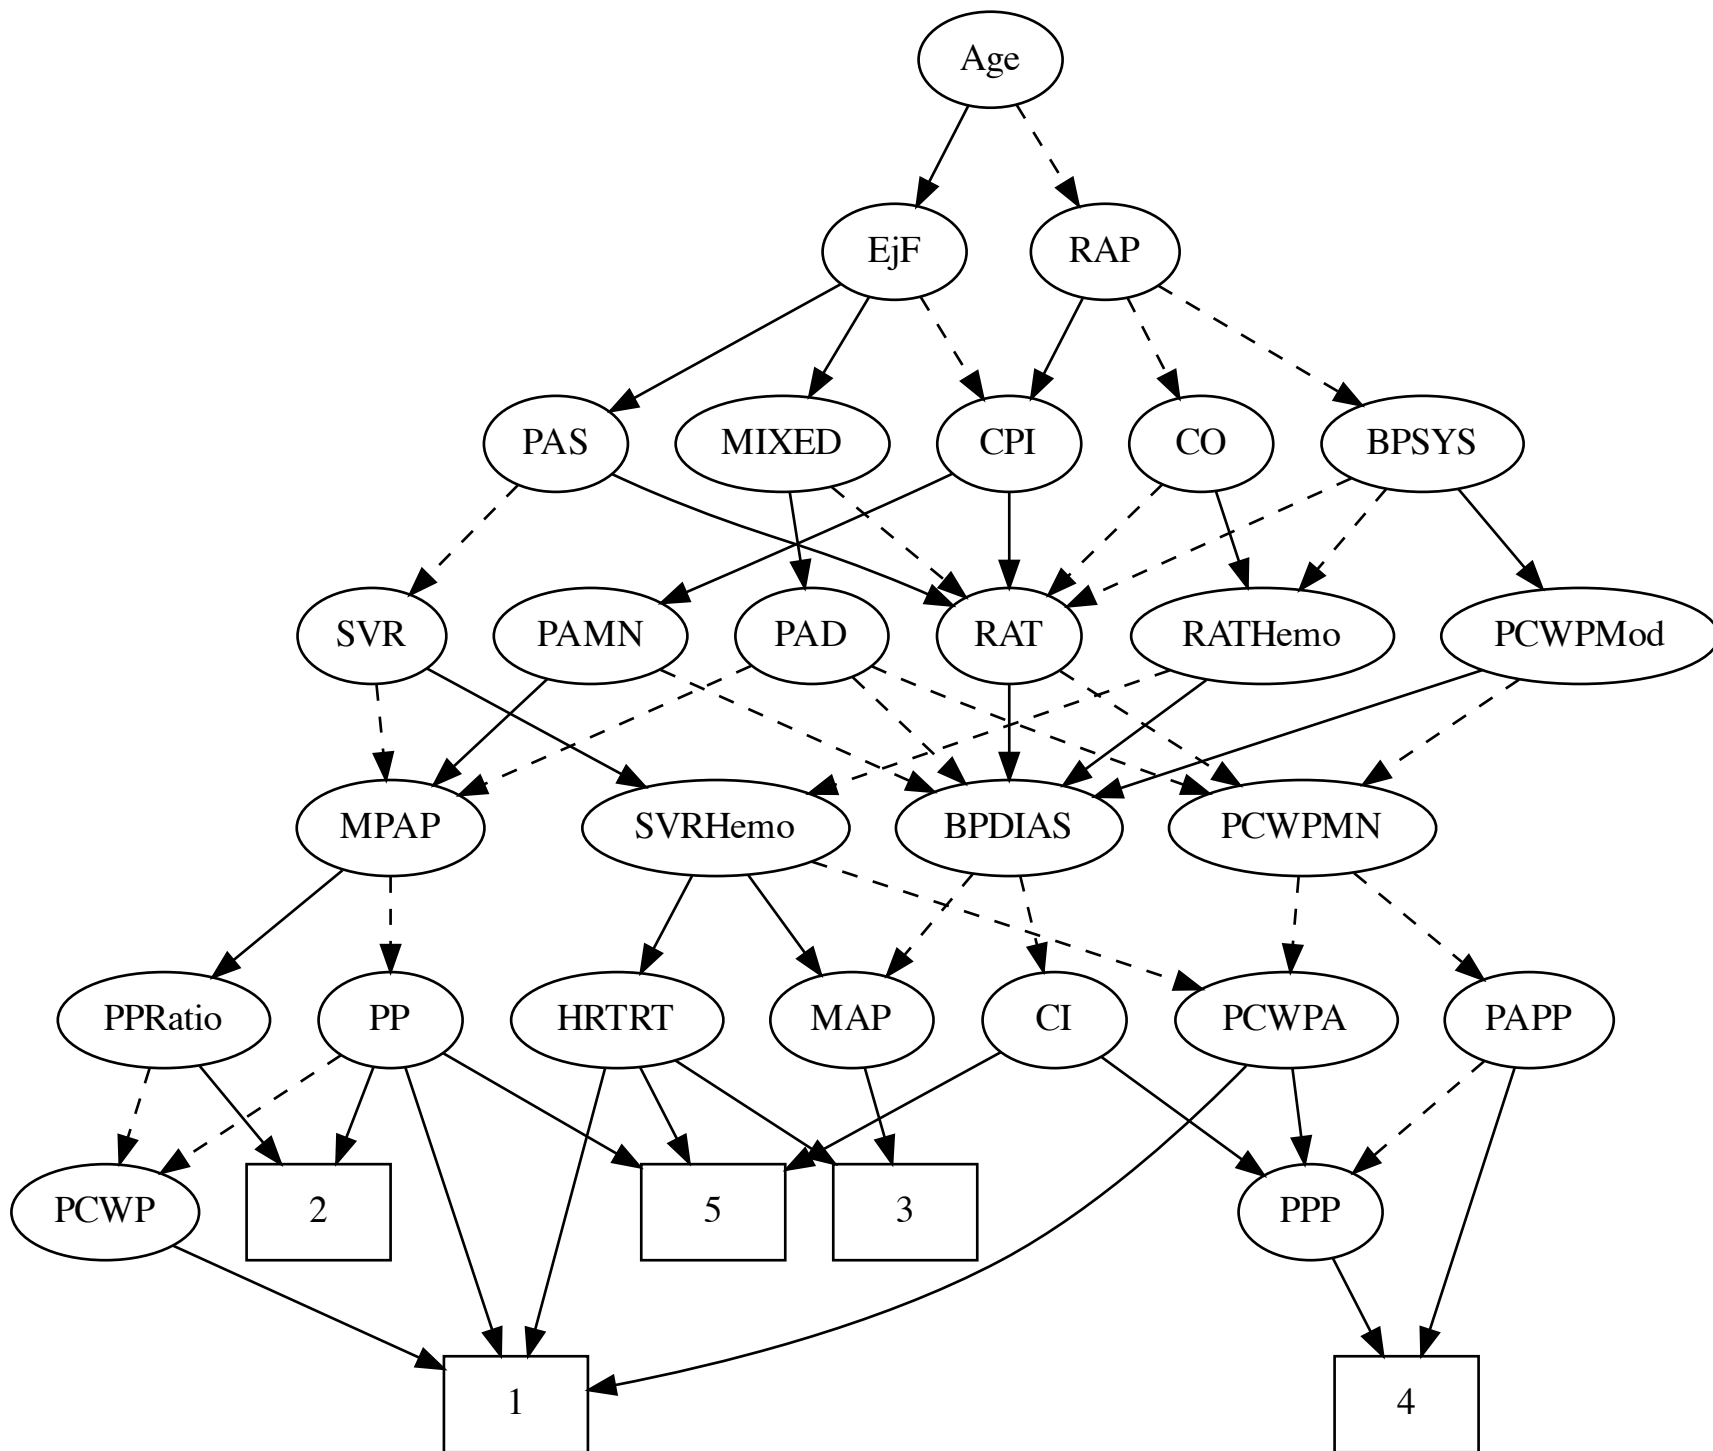 Age
EjF
RAP
PAS
MIXED
CPI
CO
BPSYS
SVR
PAMN
PAD
RAT
RATHemo
PCWPMod
MPAP
SVRHemo
BPDIAS
PCWPMN
PPRatio
PP
HRTRT
MAP
CI
PCWPA
PAPP
PCWP
2
5
3
PPP
1
4